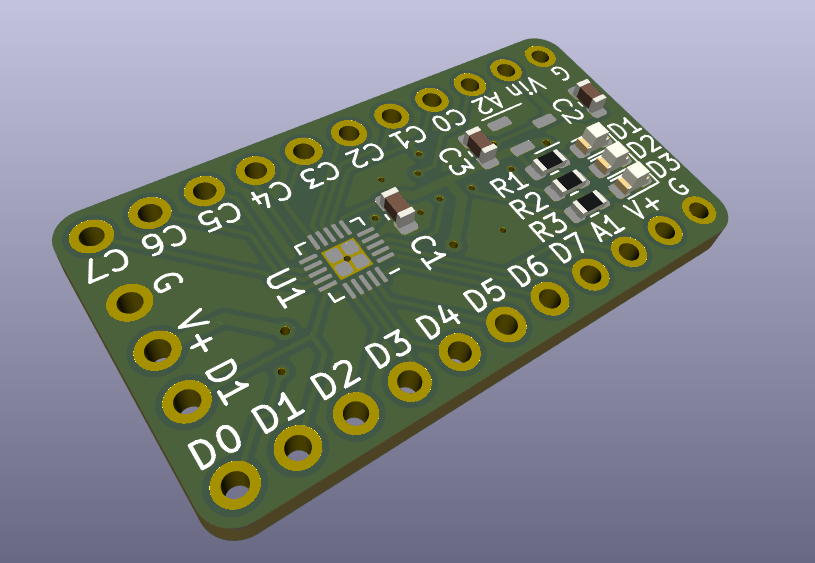 G
Vin
A2
C0
C1
C2
C3
C4
C5
C6
C7
C2
C3
D1
D2
D3
R1
R2
R3
G
V+
A1
D7
D6
D5
D4
D3
D2
D1
D0
C1
U1
G
V+
D1